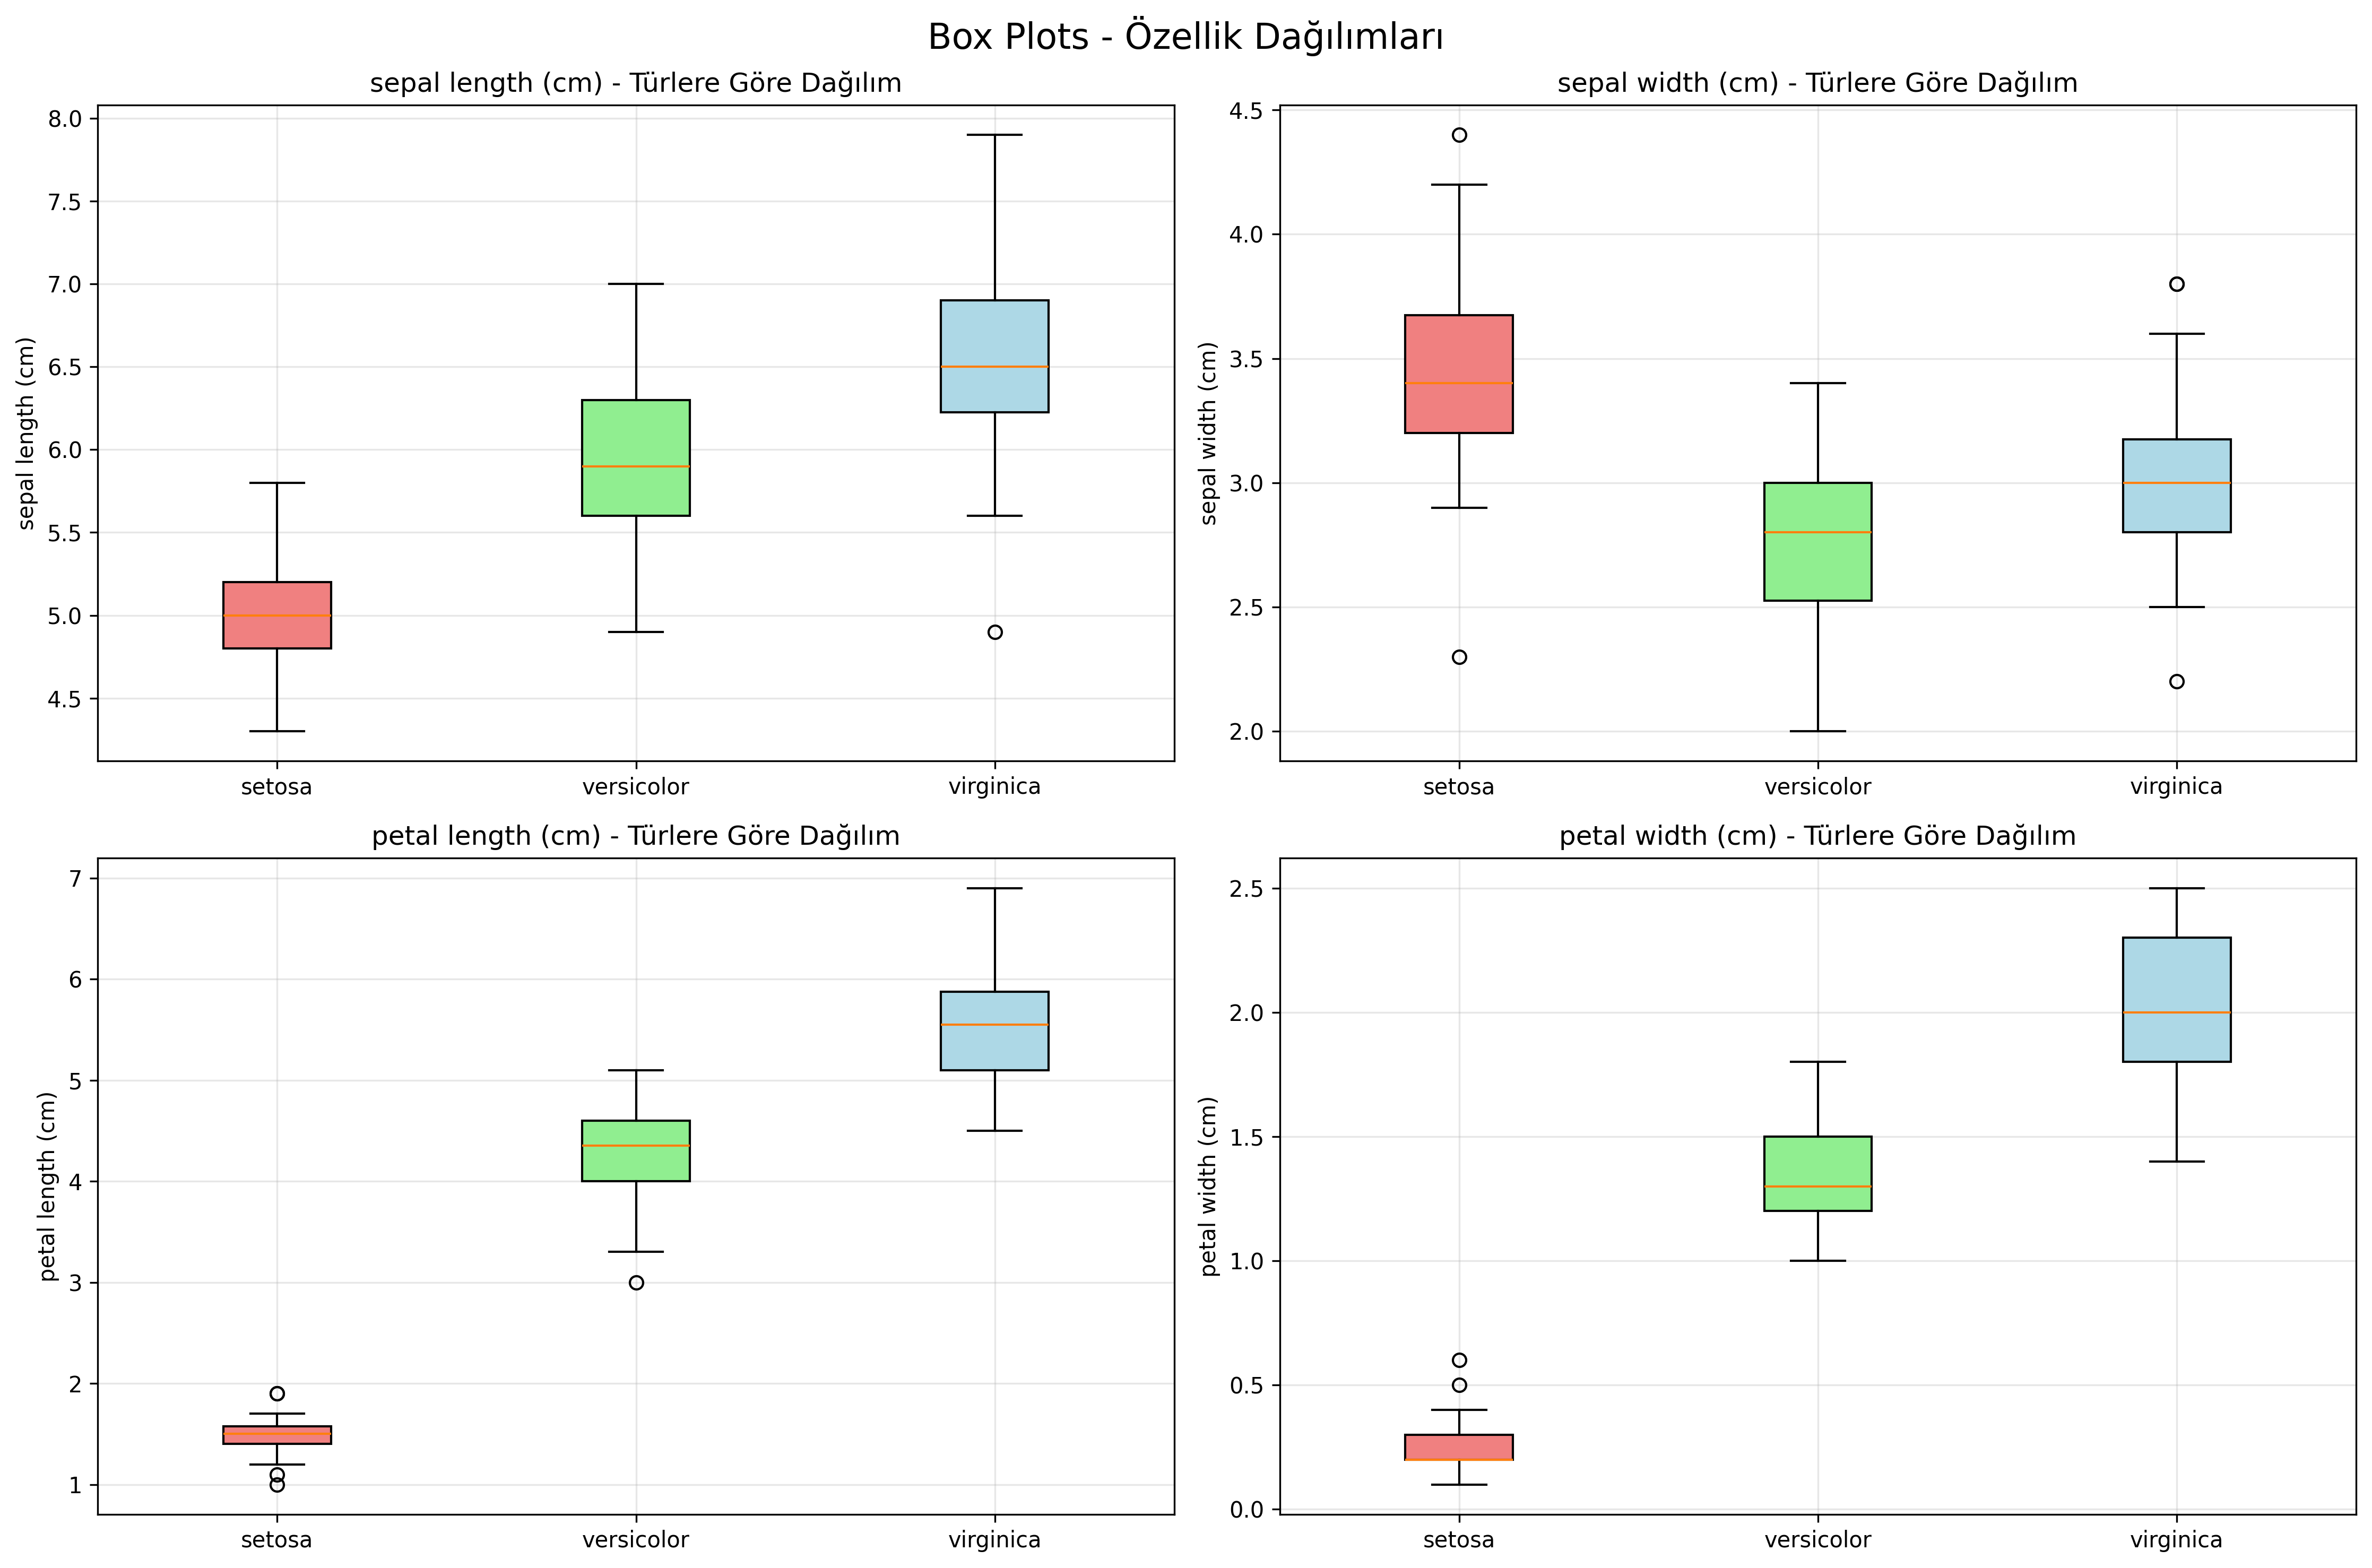 Box Plots - Özellik Dağılımları
sepal length (cm) - Türlere Göre Dağılım
sepal length (cm)
8.0
7.5
7.0
6.5
6.0
5.5
5.0
4.5
setosa versicolor virginica
sepal width (cm) - Türlere Göre Dağılım
sepal width (cm)
4.5
4.0
3.5
3.0
2.5
2.0
setosa versicolor virginica
petal length (cm) - Türlere Göre Dağılım
petal length (cm)
7
6
5
4
3
2
1
setosa versicolor virginica
petal width (cm) - Türlere Göre Dağılım
petal width (cm)
2.5
2.0
1.5
1.0
0.5
0.0
setosa versicolor virginica